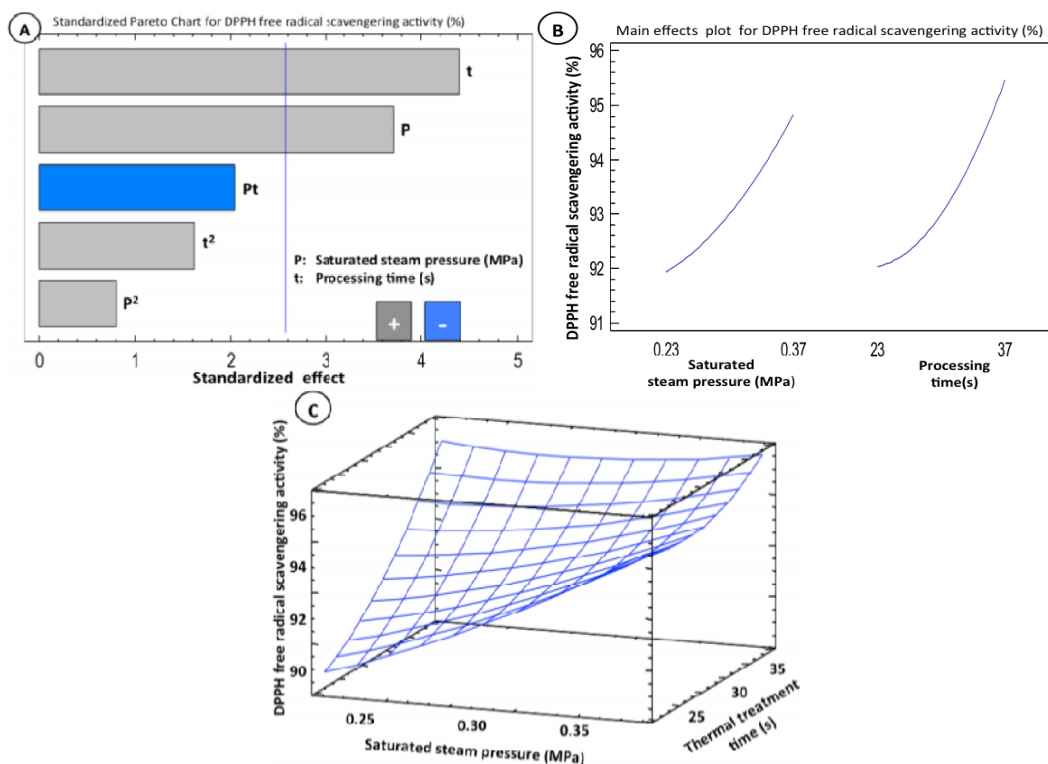 A
Standardized Pareto Chart for DPPH free radical scavengering activity (%)
t
P
Pt
t²
P²
P: Saturated steam pressure (MPa)
t: Processing time (s)
+ -
0 1 2 3 4 5
Standardized effect
B
Main effects plot for DPPH free radical scavengering activity (%)
DPPH free radical scavengering activity (%)
96
95
94
93
92
91
0.23 0.37 23 37
Saturated
steam pressure (MPa)
Processing
time(s)
C
DPPH free radical scavengering activity (%)
96
94
92
90
0.25 0.30 0.35
Saturated steam pressure (MPa)
25 30 35
Thermal treatment
time (s)